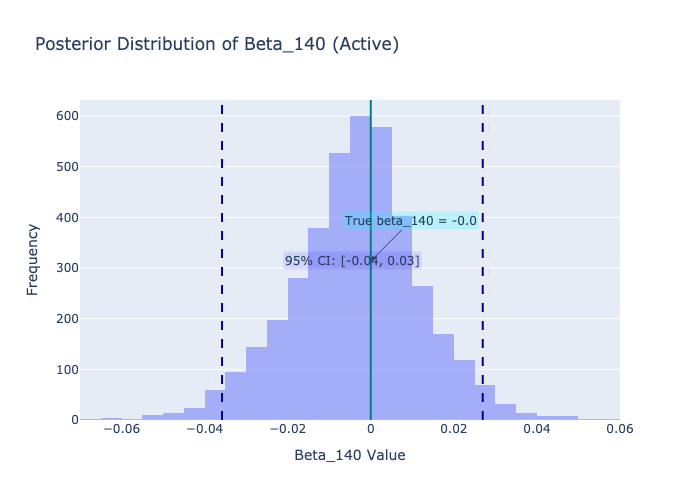 Posterior Distribution of Beta_140 (Active)
600
500
400
300
200
100
0
Frequency
True beta_140 = -0.0
95% CI: [-0.04, 0.03]
−0.06
−0.04
−0.02
0
0.02
0.04
0.06
Beta_140 Value